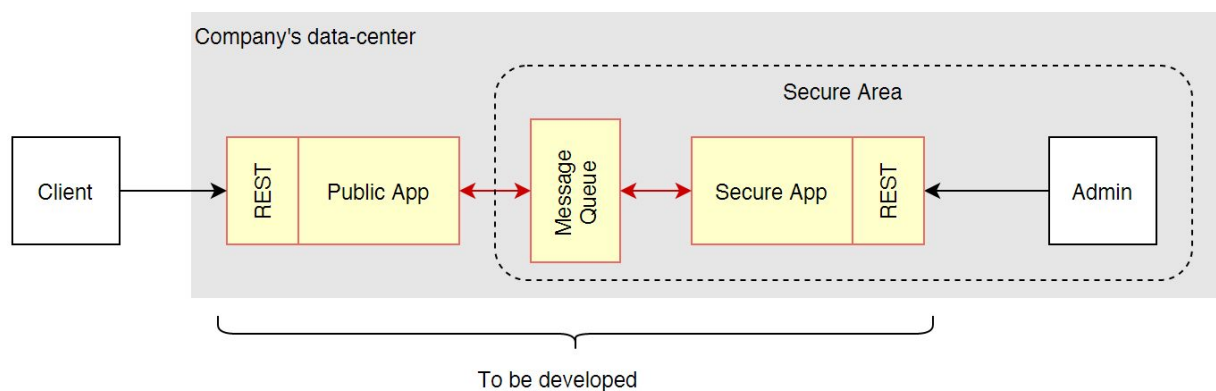 Company's data-center
Secure Area
Client
REST
Public App
Message
Queue
Secure App
REST
Admin
To be developed